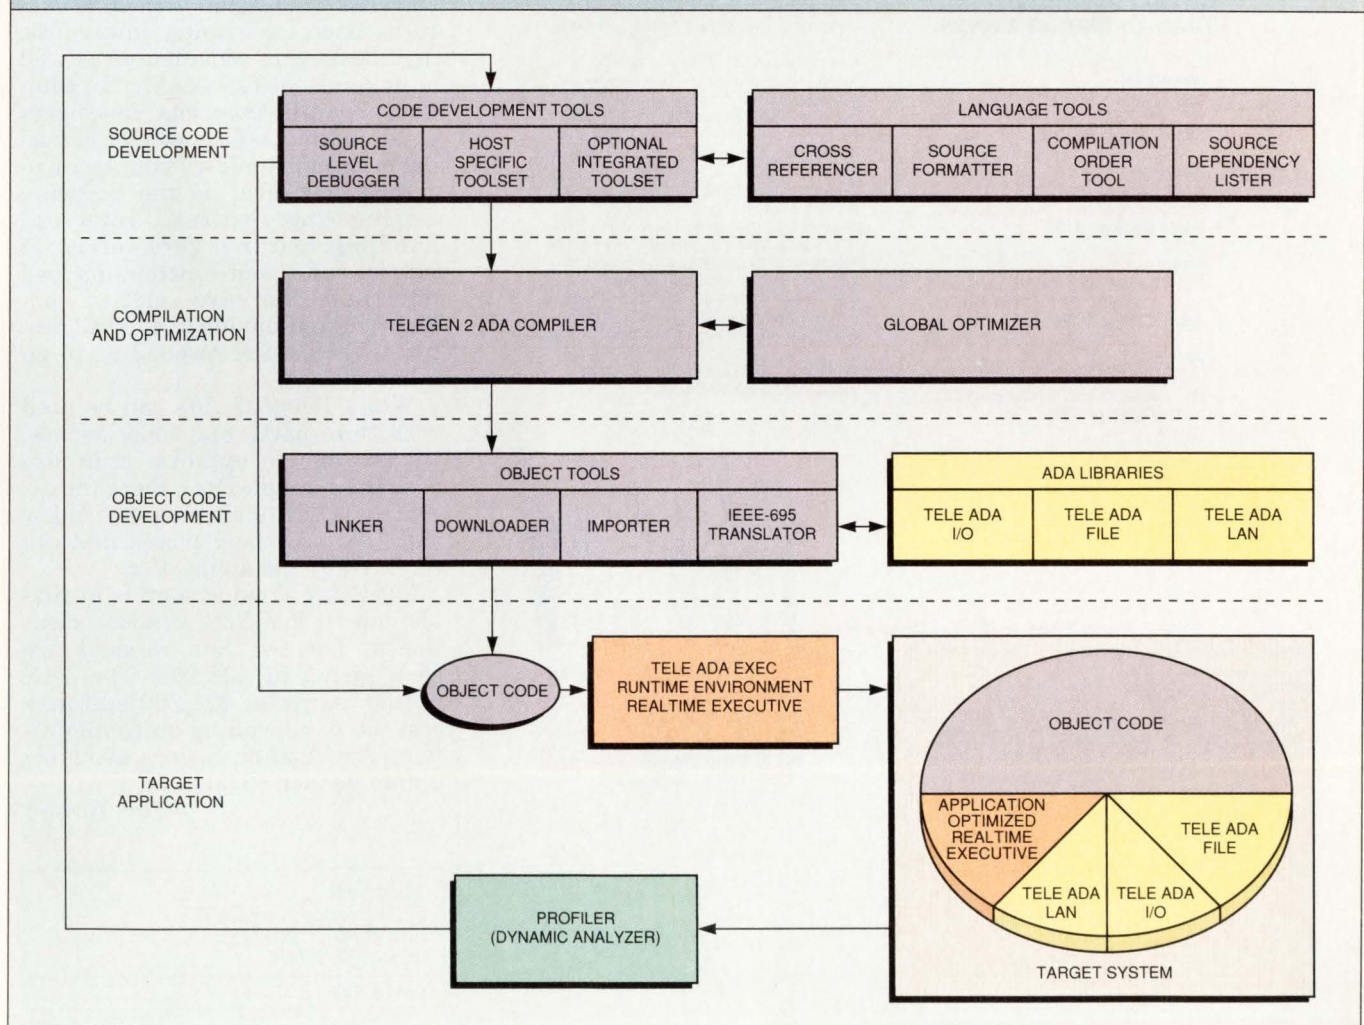 CODE DEVELOPMENT TOOLS
SOURCE
LEVEL
DEBUGGER
HOST
SPECIFIC
TOOLSET
OPTIONAL
INTEGRATED
TOOLSET
LANGUAGE TOOLS
CROSS
REFERENCER
SOURCE
FORMATTER
COMPILATION
ORDER
TOOL
SOURCE
DEPENDENCY
LISTER
SOURCE CODE
DEVELOPMENT
COMPILATION
AND OPTIMIZATION
TELEGEN 2 ADA COMPILER
GLOBAL OPTIMIZER
OBJECT CODE
DEVELOPMENT
OBJECT TOOLS
LINKER
DOWNLOADER
IMPORTER
IEEE-695
TRANSLATOR
ADA LIBRARIES
TELE ADA
I/O
TELE ADA
FILE
TELE ADA
LAN
TARGET
APPLICATION
OBJECT CODE
TELE ADA EXEC
RUNTIME ENVIRONMENT
REALTIME EXECUTIVE
OBJECT CODE
APPLICATION
OPTIMIZED
REALTIME
EXECUTIVE
TELE ADA
LAN
TELE ADA
I/O
TELE ADA
FILE
TARGET SYSTEM
PROFILER
(DYNAMIC ANALYZER)